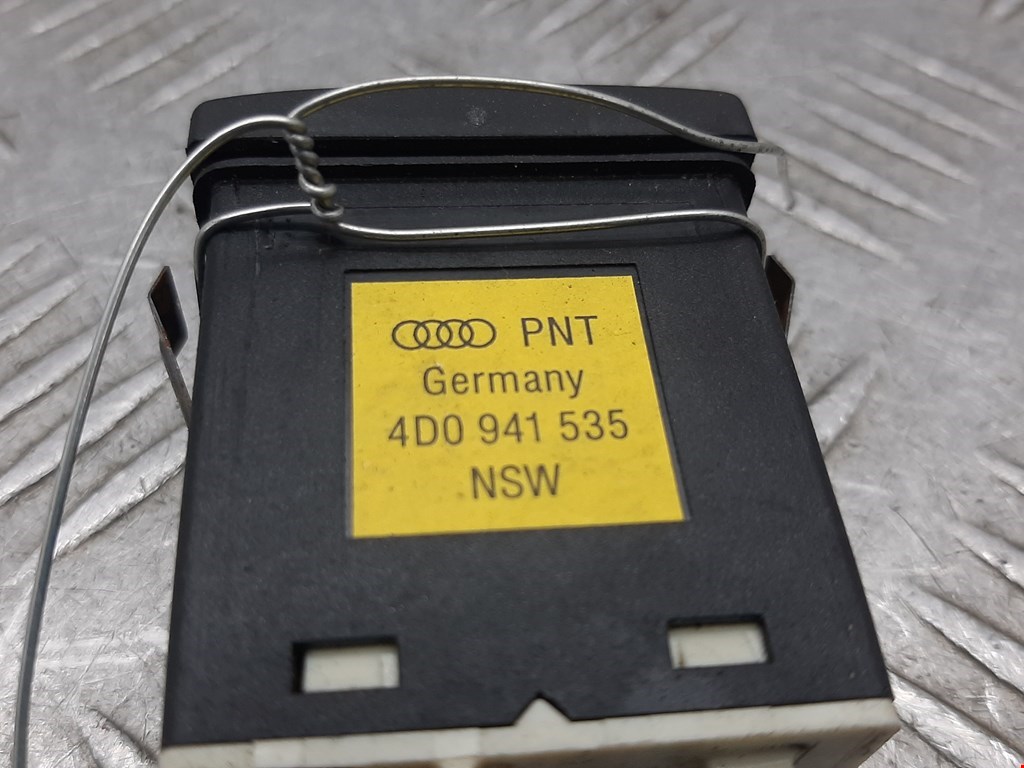 PNT
Germany
4D0 941 535
NSW